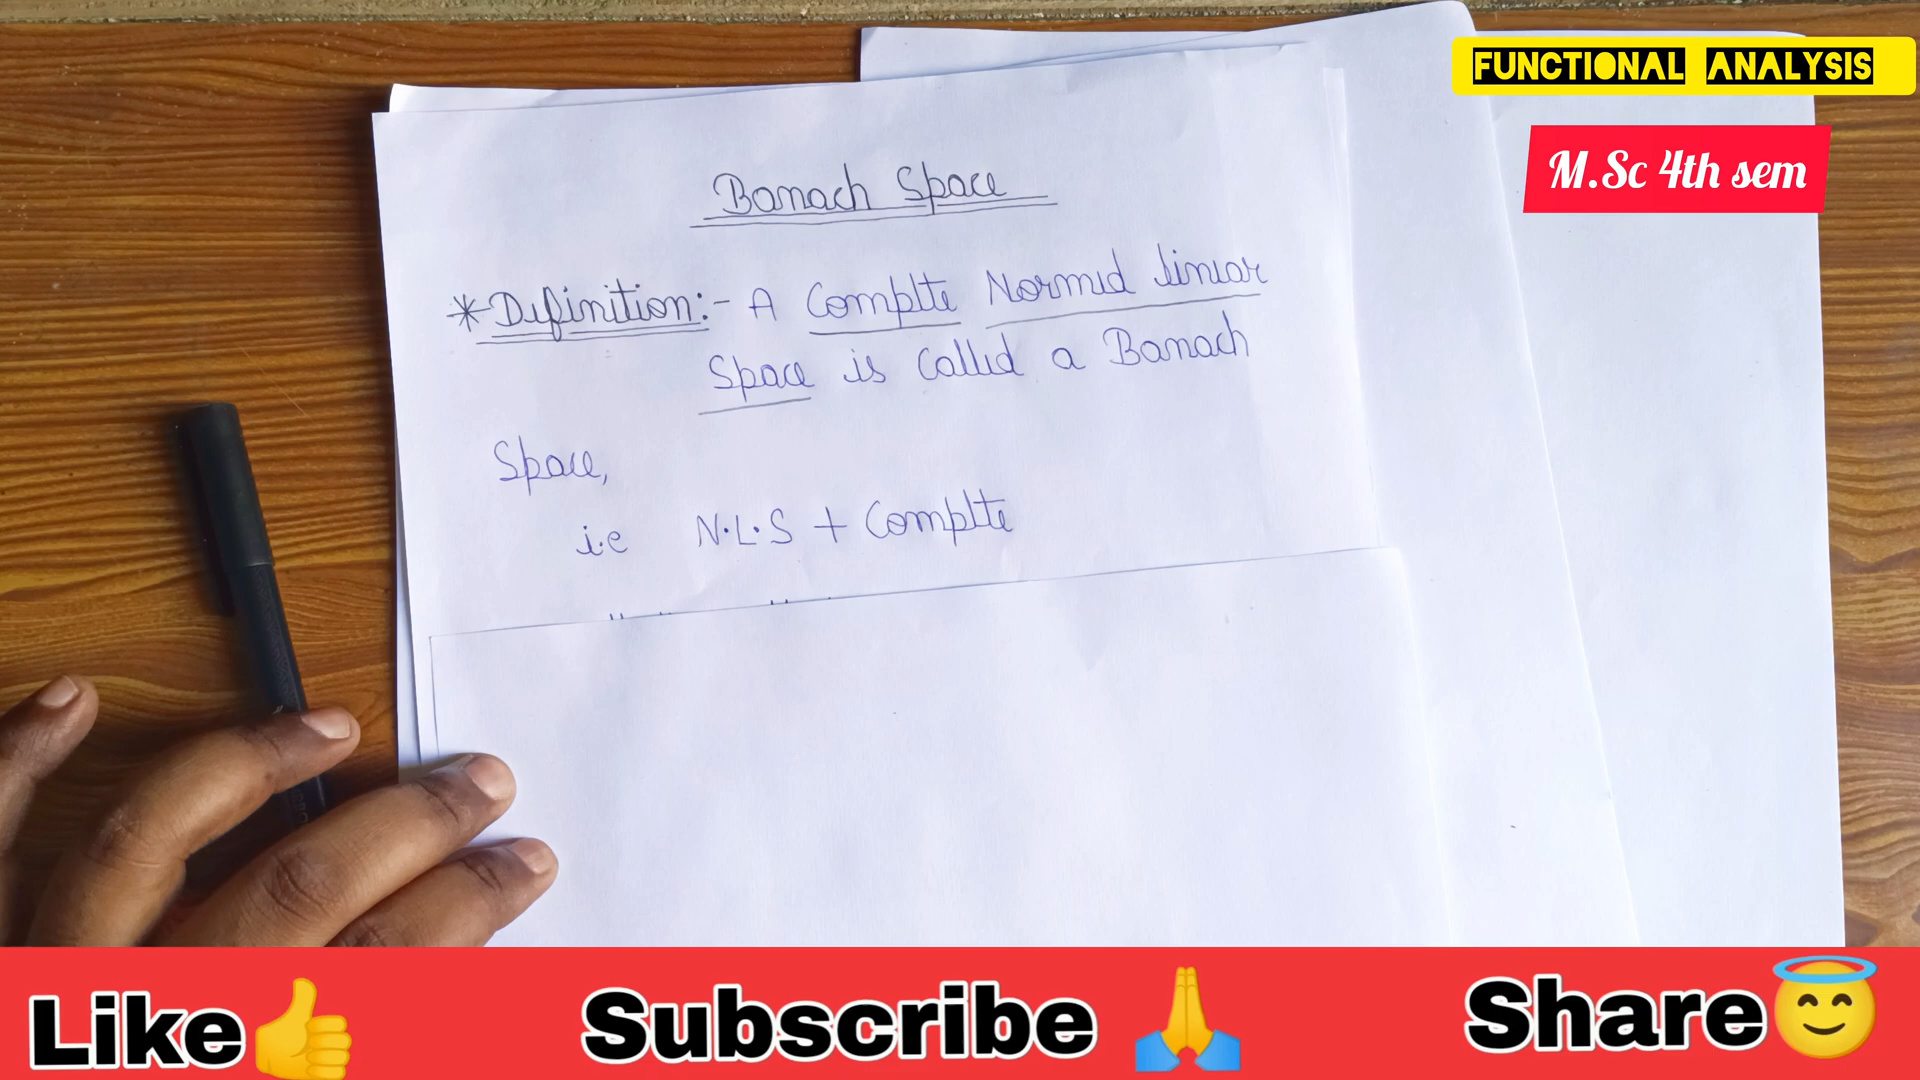 FUNCTIONAL ANALYSIS
M.Sc 4th sem
Banach Space
* Definition:- A Complete Normed linear
Space is Called a Banach
Space,
i.e N.L.S + Complete
Like👍 Subscribe 🙏 Share😇